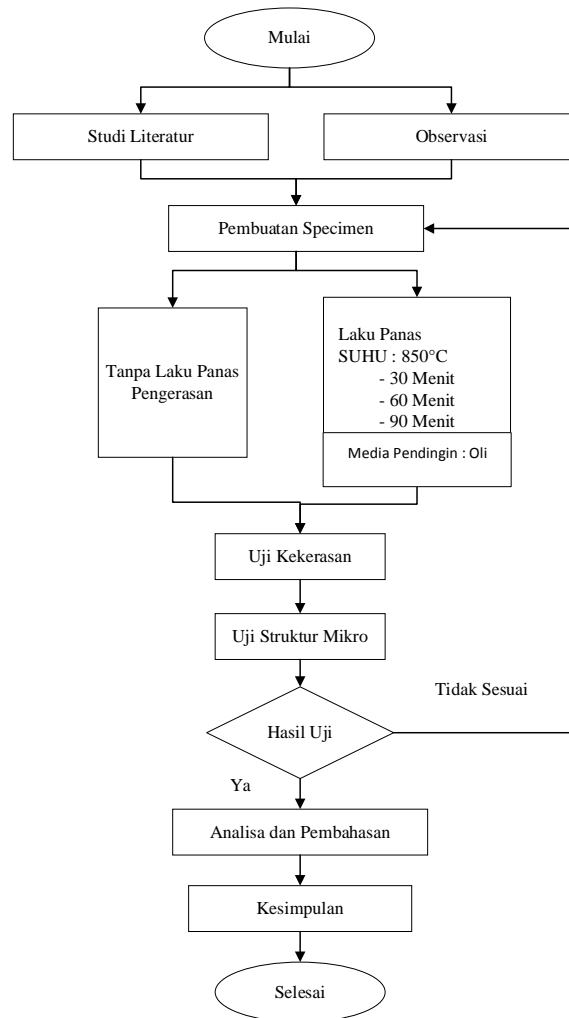 Mulai
Studi Literatur
Observasi
Pembuatan Specimen
Tanpa Laku Panas
Pengerasan
Laku Panas
SUHU : 850°C
- 30 Menit
- 60 Menit
- 90 Menit
Media Pendingin : Oli
Uji Kekerasan
Uji Struktur Mikro
Hasil Uji
Tidak Sesuai
Ya
Analisa dan Pembahasan
Kesimpulan
Selesai